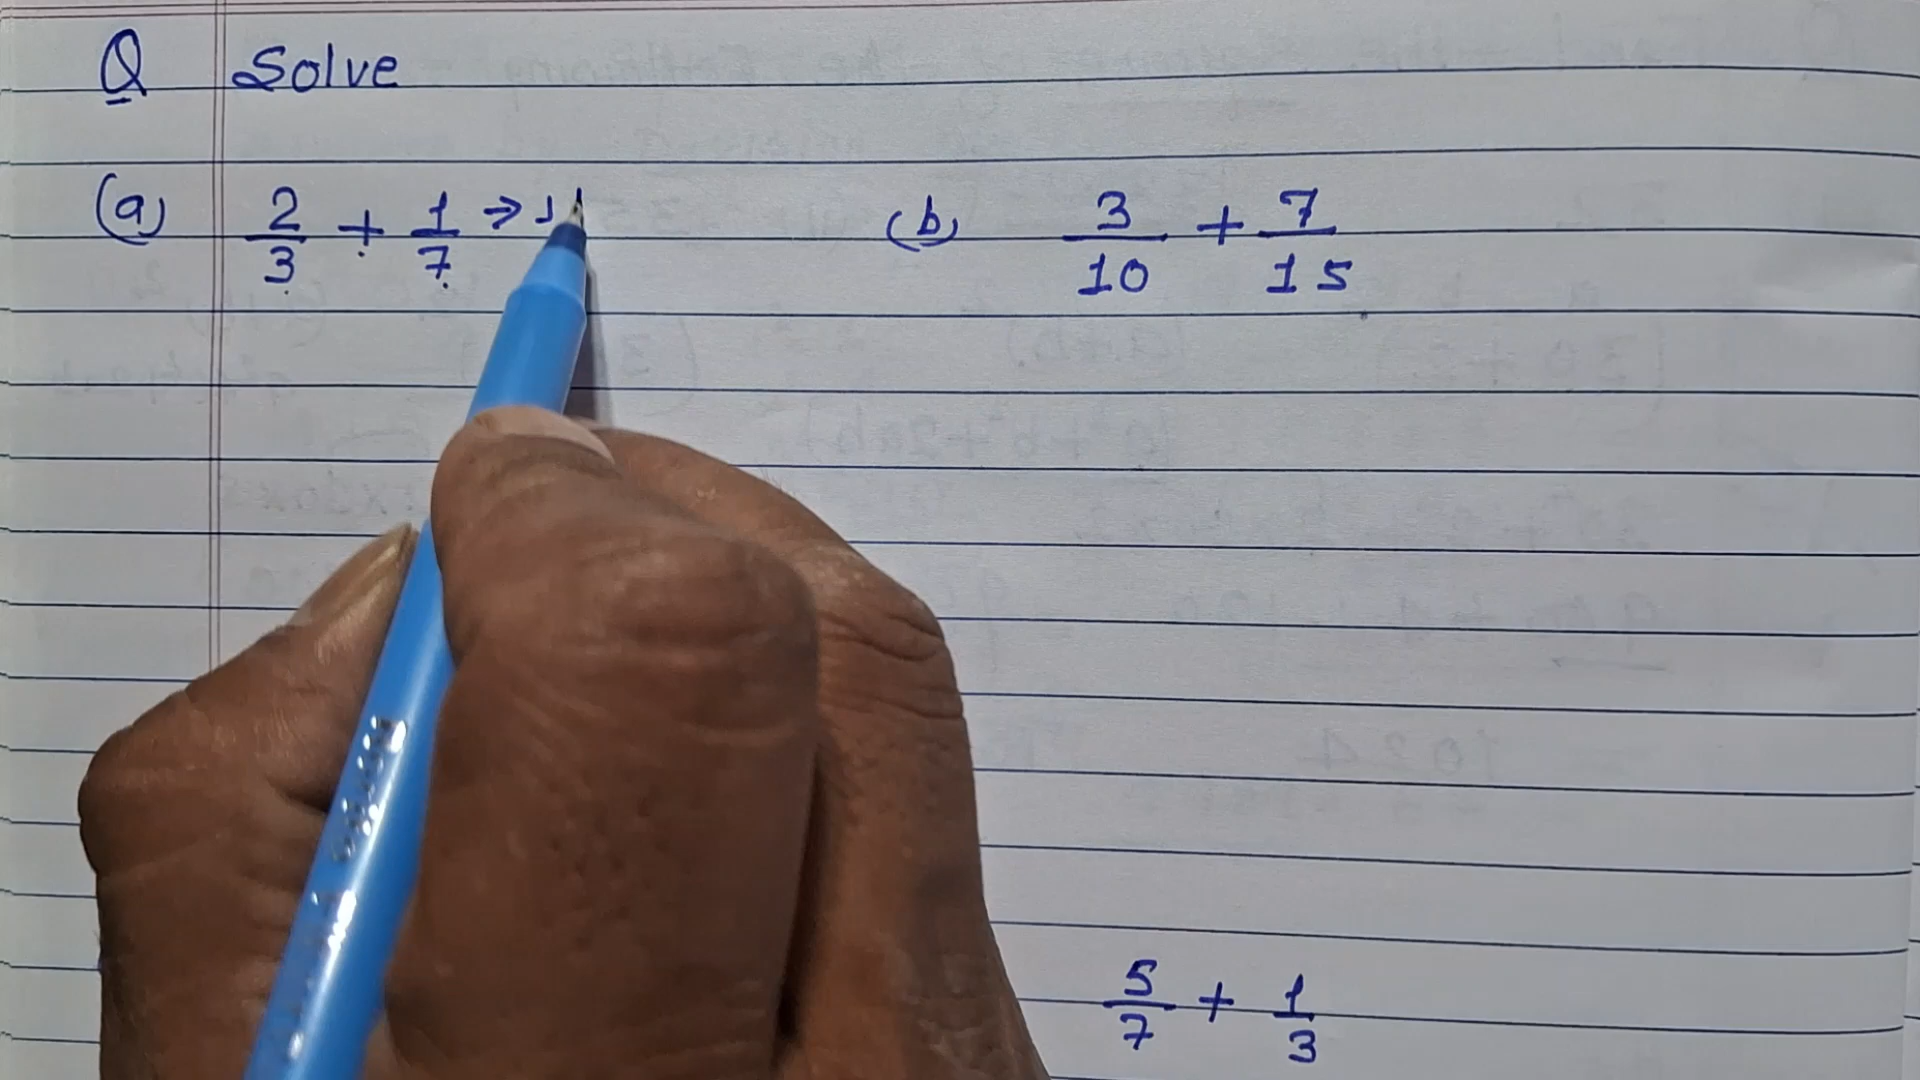 Q Solve
(a) 2/3 + 1/7 → (b) 3/10 + 7/15
5/7 + 1/3